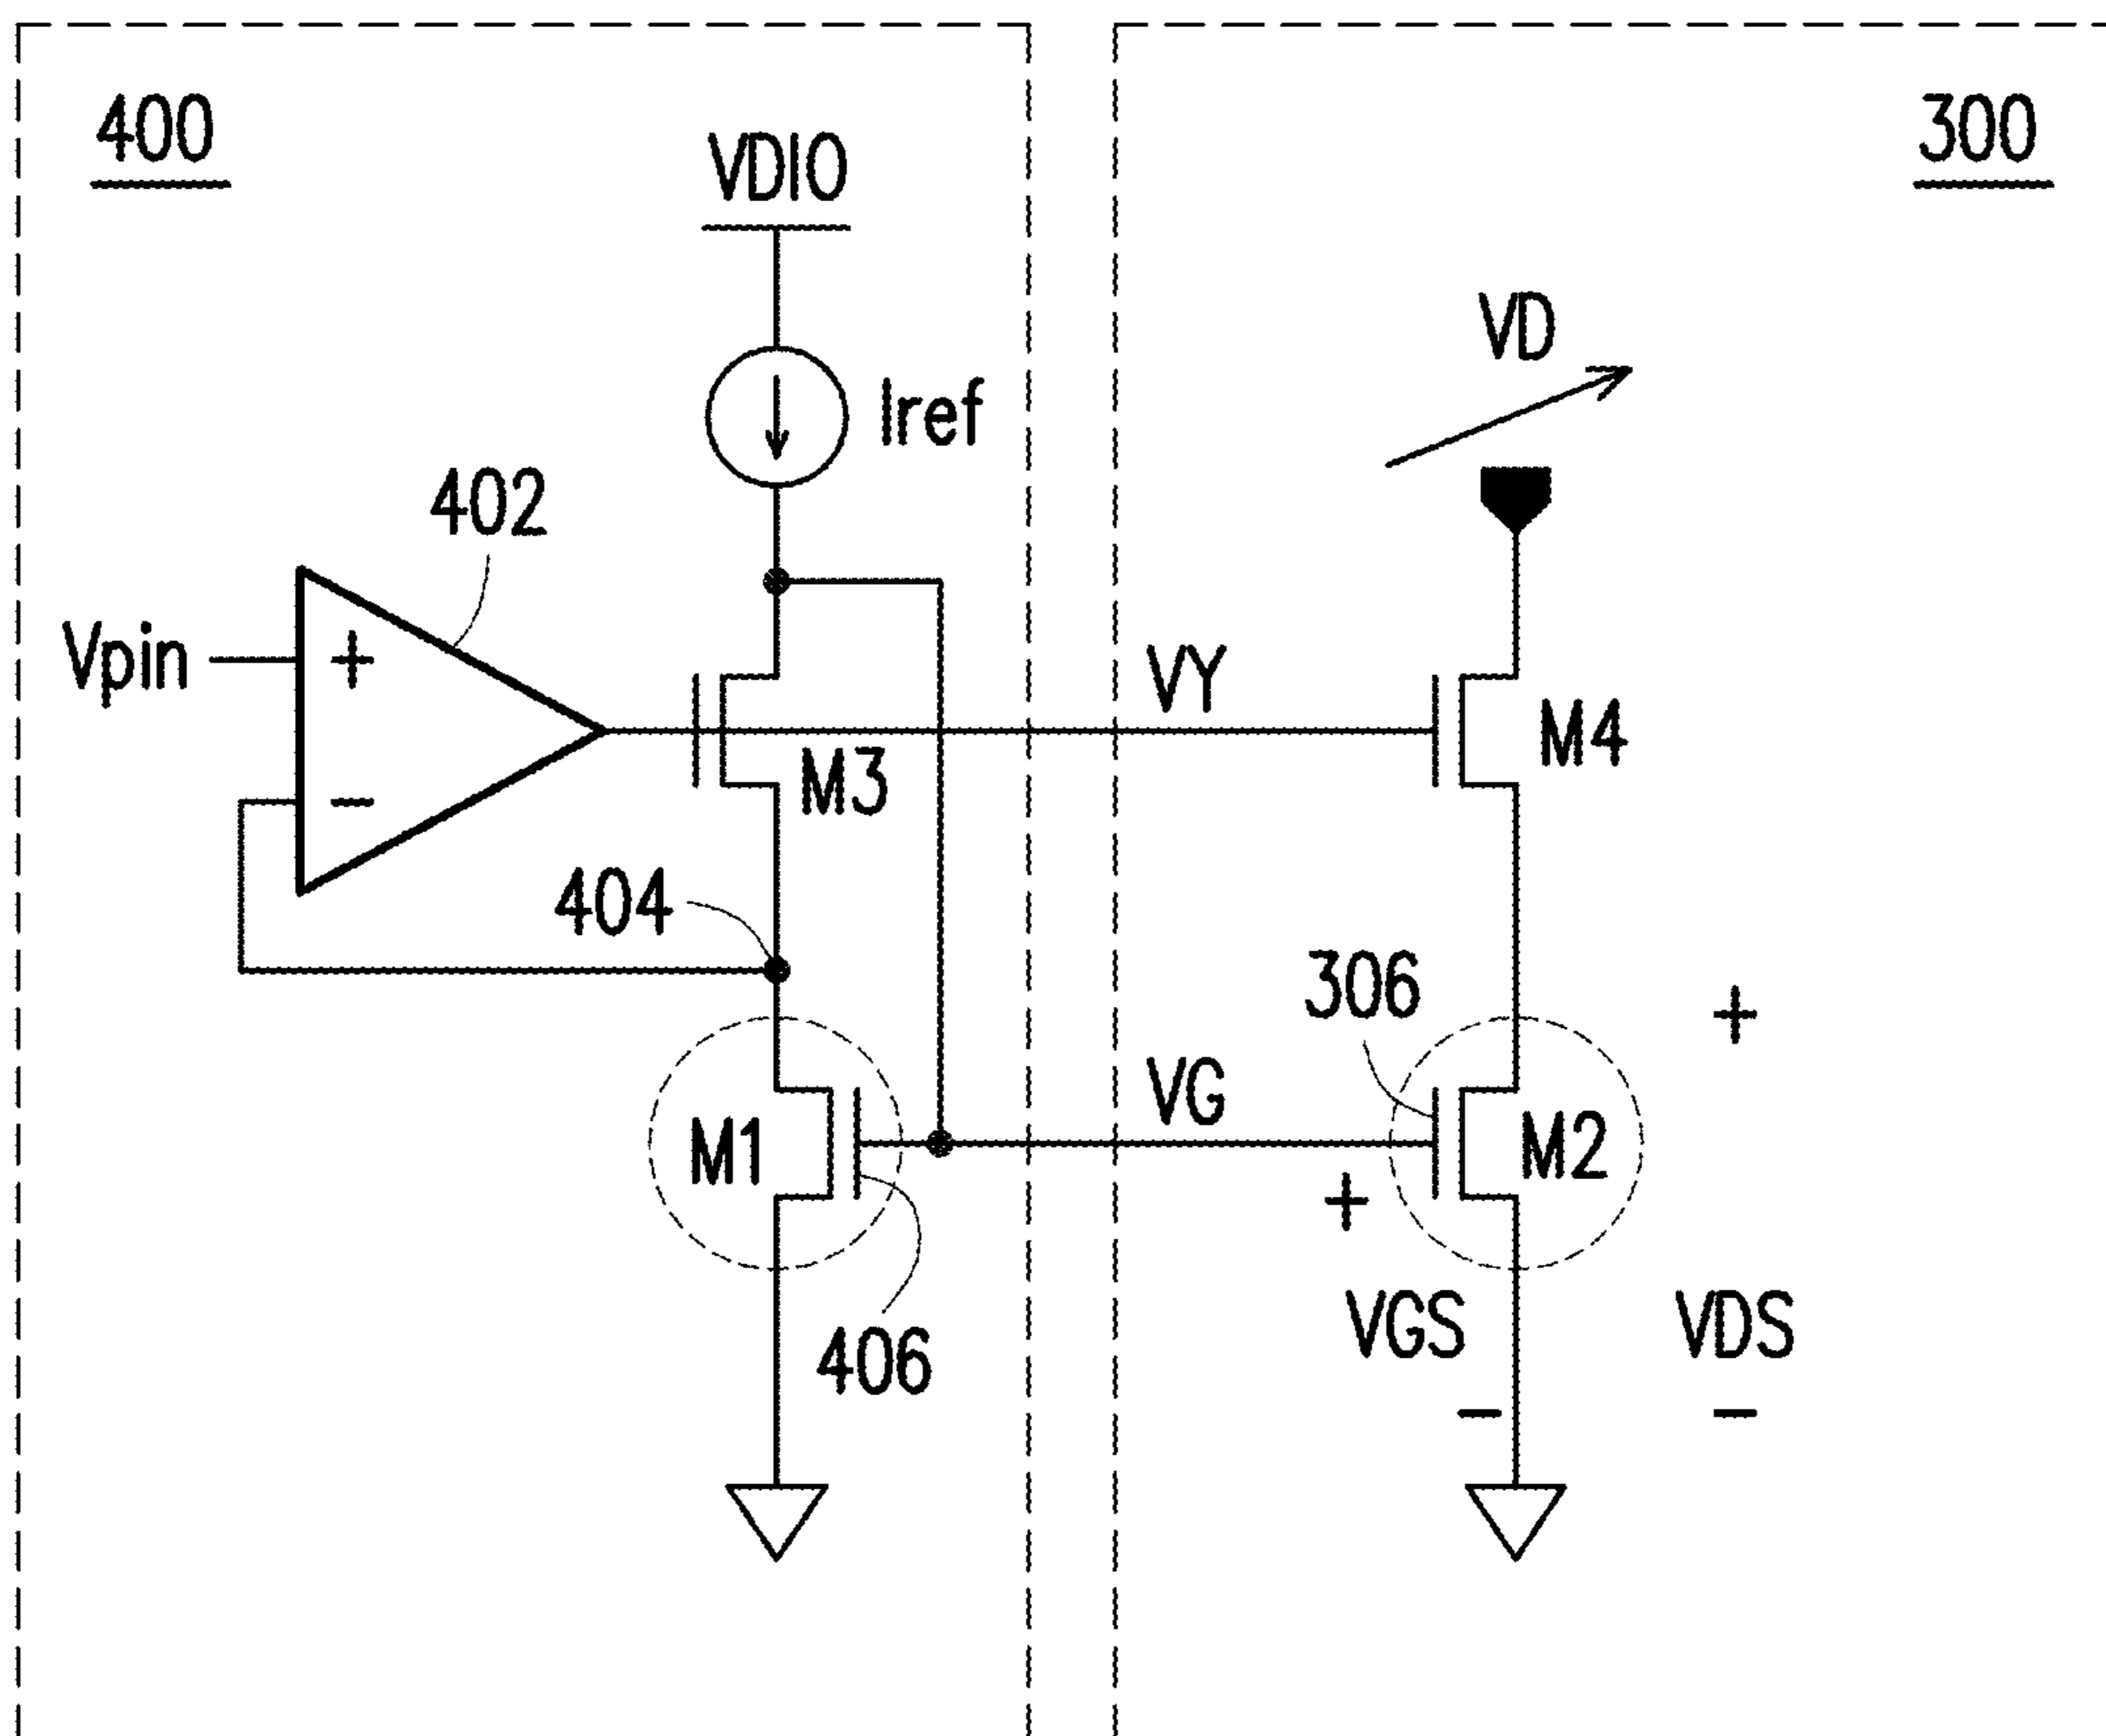 400
300
VDIO
VD
Iref
402
Vpin
+
VY
M4
M3
−
404
306
+
VG
M1
M2
+
VGS
VDS
406
−
−